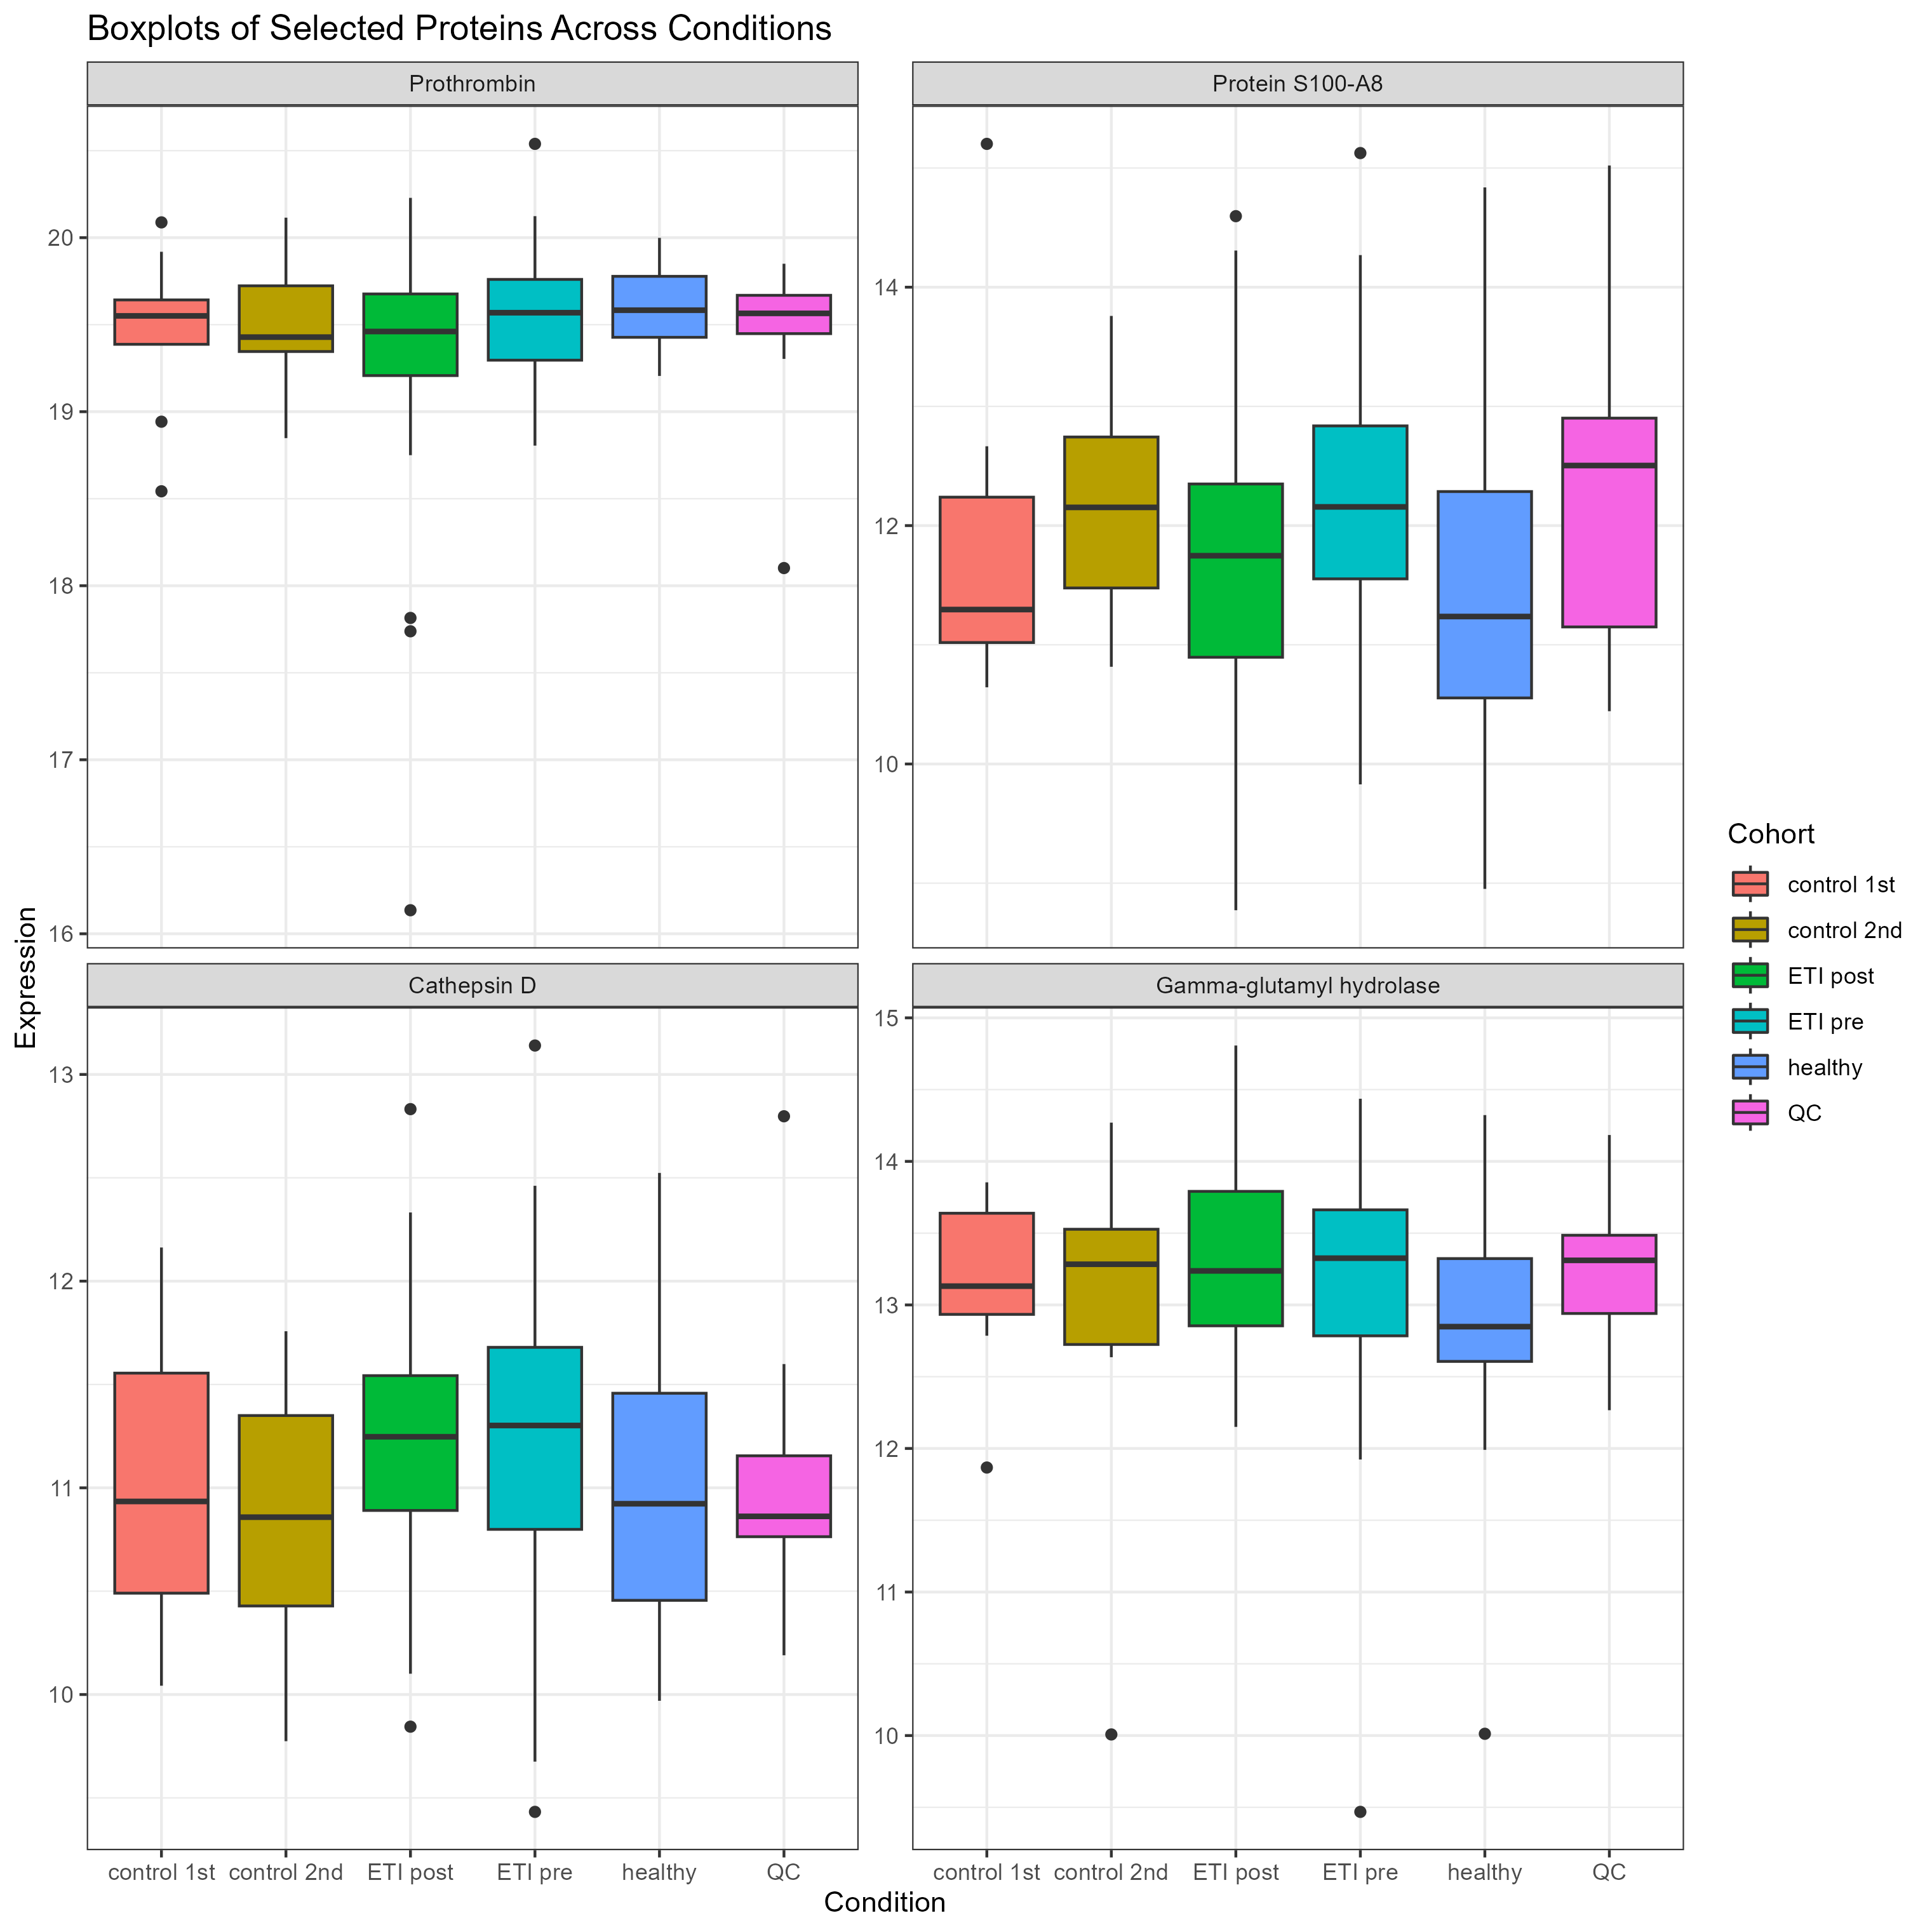 Boxplots of Selected Proteins Across Conditions
Prothrombin
20
19
18
17
16
Protein S100-A8
14
12
10
Expression
Cathepsin D
13
12
11
10
control 1st control 2nd ETI post ETI pre healthy QC
Gamma-glutamyl hydrolase
15
14
13
12
11
10
control 1st control 2nd ETI post ETI pre healthy QC
Condition
Cohort
control 1st
control 2nd
ETI post
ETI pre
healthy
QC